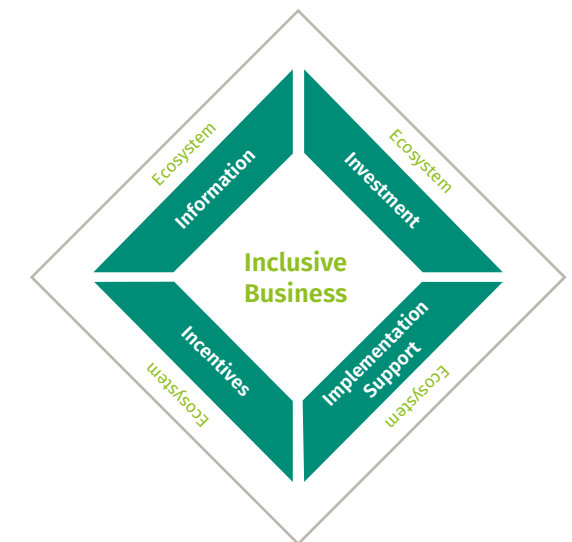 Ecosystem
Ecosystem
Information
Investment
Inclusive
Business
Incentives
Implementation
Support
Ecosystem
Ecosystem